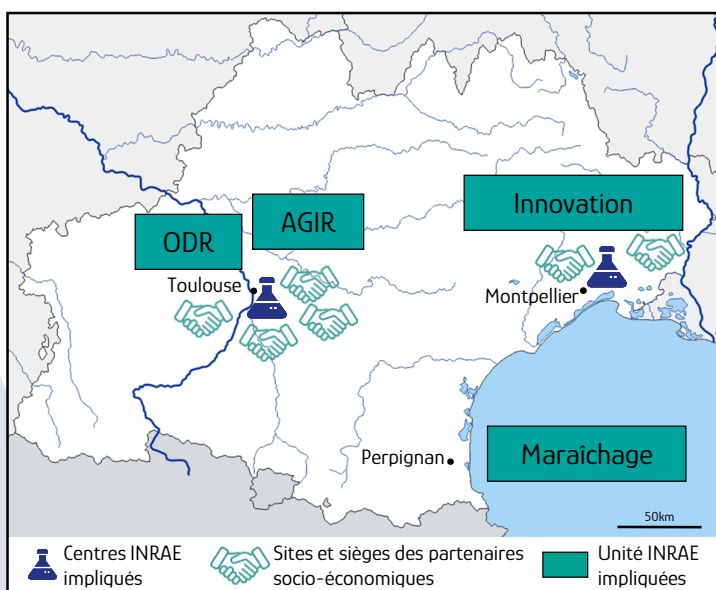 Innovation
AGIR
ODR
Toulouse
Montpellier
Maraîchage
Perpignan
50km
Centres INRAE
impliqués
Sites et sièges des partenaires
socio-économiques
Unité INRAE
impliquées